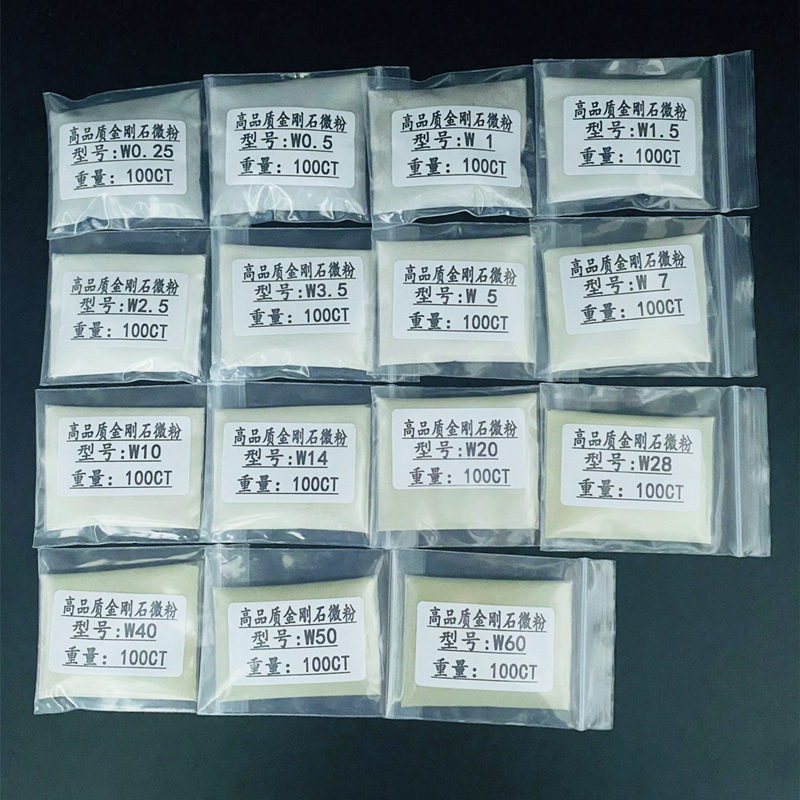 高品质金刚石微粉
型号:W0.25
重量: 100CT
高品质金刚石微粉
型号:W0.5
重量: 100CT
高品质金刚石微粉
型号:W 1
重量: 100CT
高品质金刚石微粉
型号:W1.5
重量: 100CT
高品质金刚石微粉
型号:W2.5
重量: 100CT
高品质金刚石微粉
型号:W3.5
重量: 100CT
高品质金刚石微粉
型号:W 5
重量: 100CT
高品质金刚石微粉
型号:W 7
重量: 100CT
高品质金刚石微粉
型号:W10
重量: 100CT
高品质金刚石微粉
型号:W14
重量: 100CT
高品质金刚石微粉
型号:W20
重量: 100CT
高品质金刚石微粉
型号:W28
重量: 100CT
高品质金刚石微粉
型号:W40
重量: 100CT
高品质金刚石微粉
型号:W50
重量: 100CT
高品质金刚石微粉
型号:W60
重量: 100CT